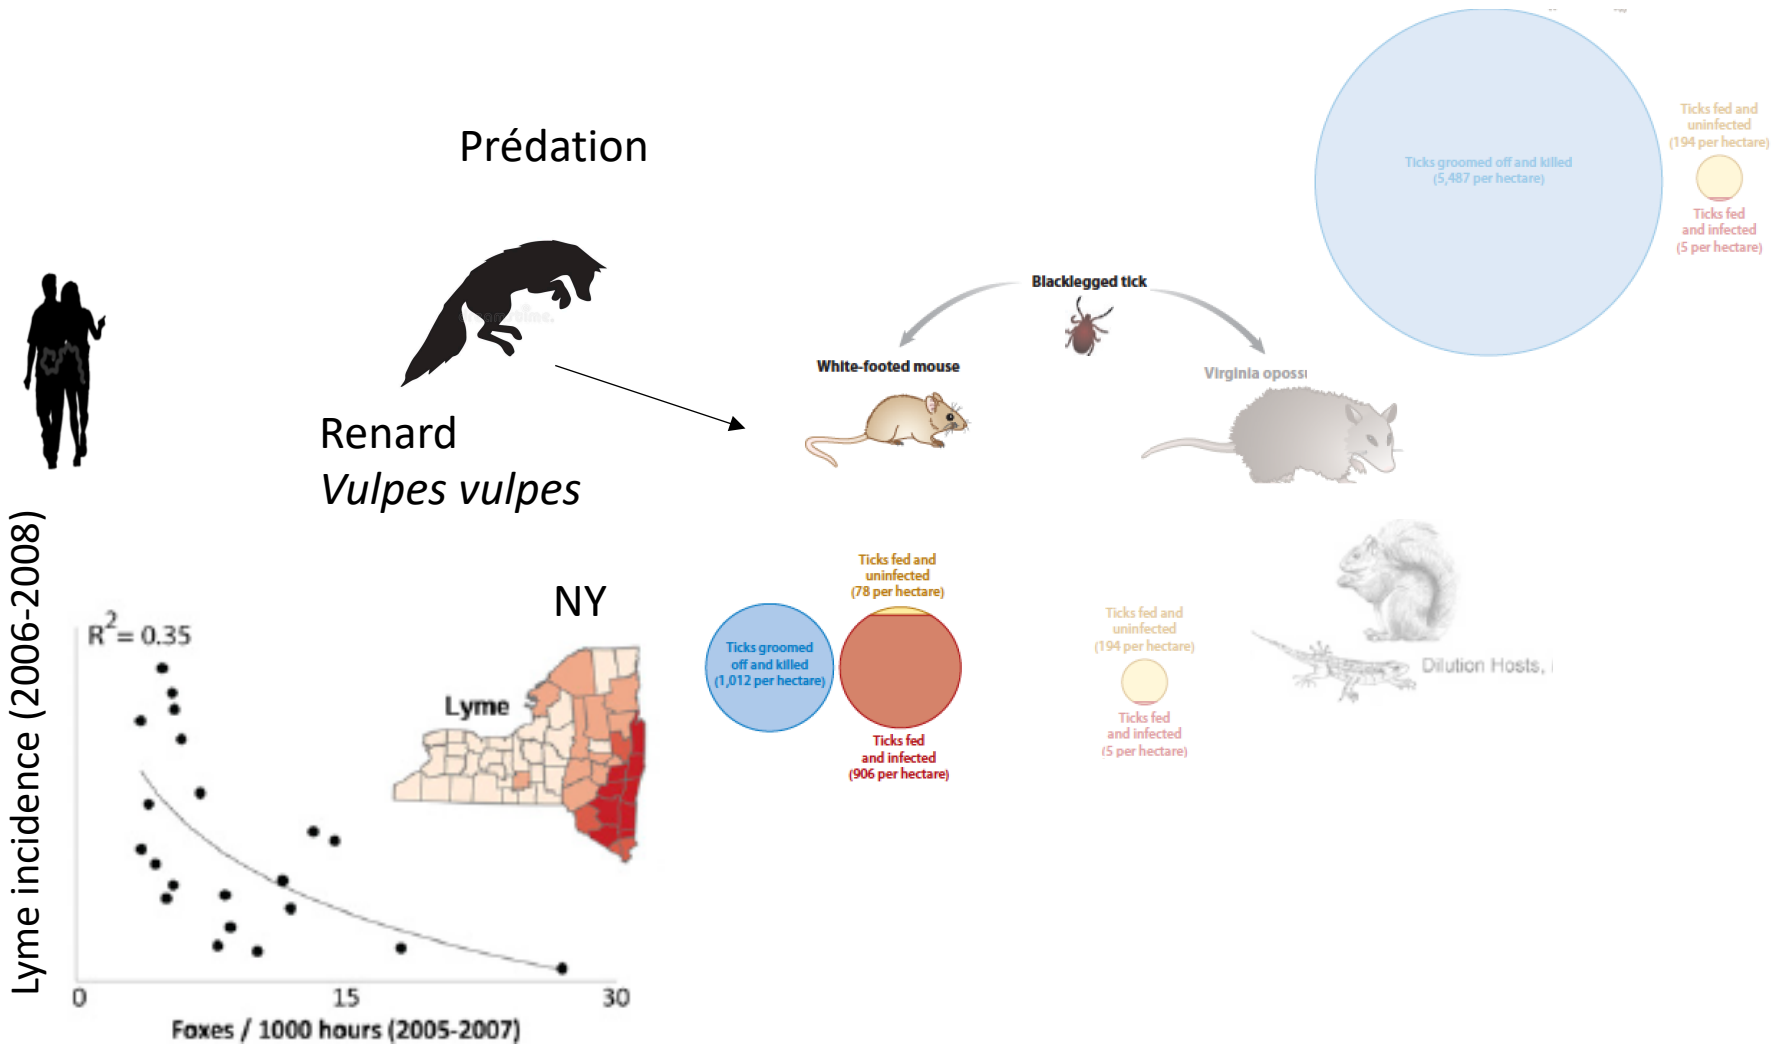 Prédation
Ticks groomed off and killed
(5,487 per hectare)
Ticks fed and
uninfected
(194 per hectare)
Ticks fed
and infected
(5 per hectare)
Blacklegged tick
White-footed mouse
Virginia oposs
Renard
Vulpes vulpes
Lyme incidence (2006-2008)
R2= 0.35
NY
Lyme
0
15
30
Foxes / 1000 hours (2005-2007)
Ticks groomed
off and killed
(1,012 per hectare)
Ticks fed and
uninfected
(78 per hectare)
Ticks fed
and infected
(906 per hectare)
Ticks fed and
uninfected
(194 per hectare)
Ticks fed
and infected
(5 per hectare)
Dilution Hosts,